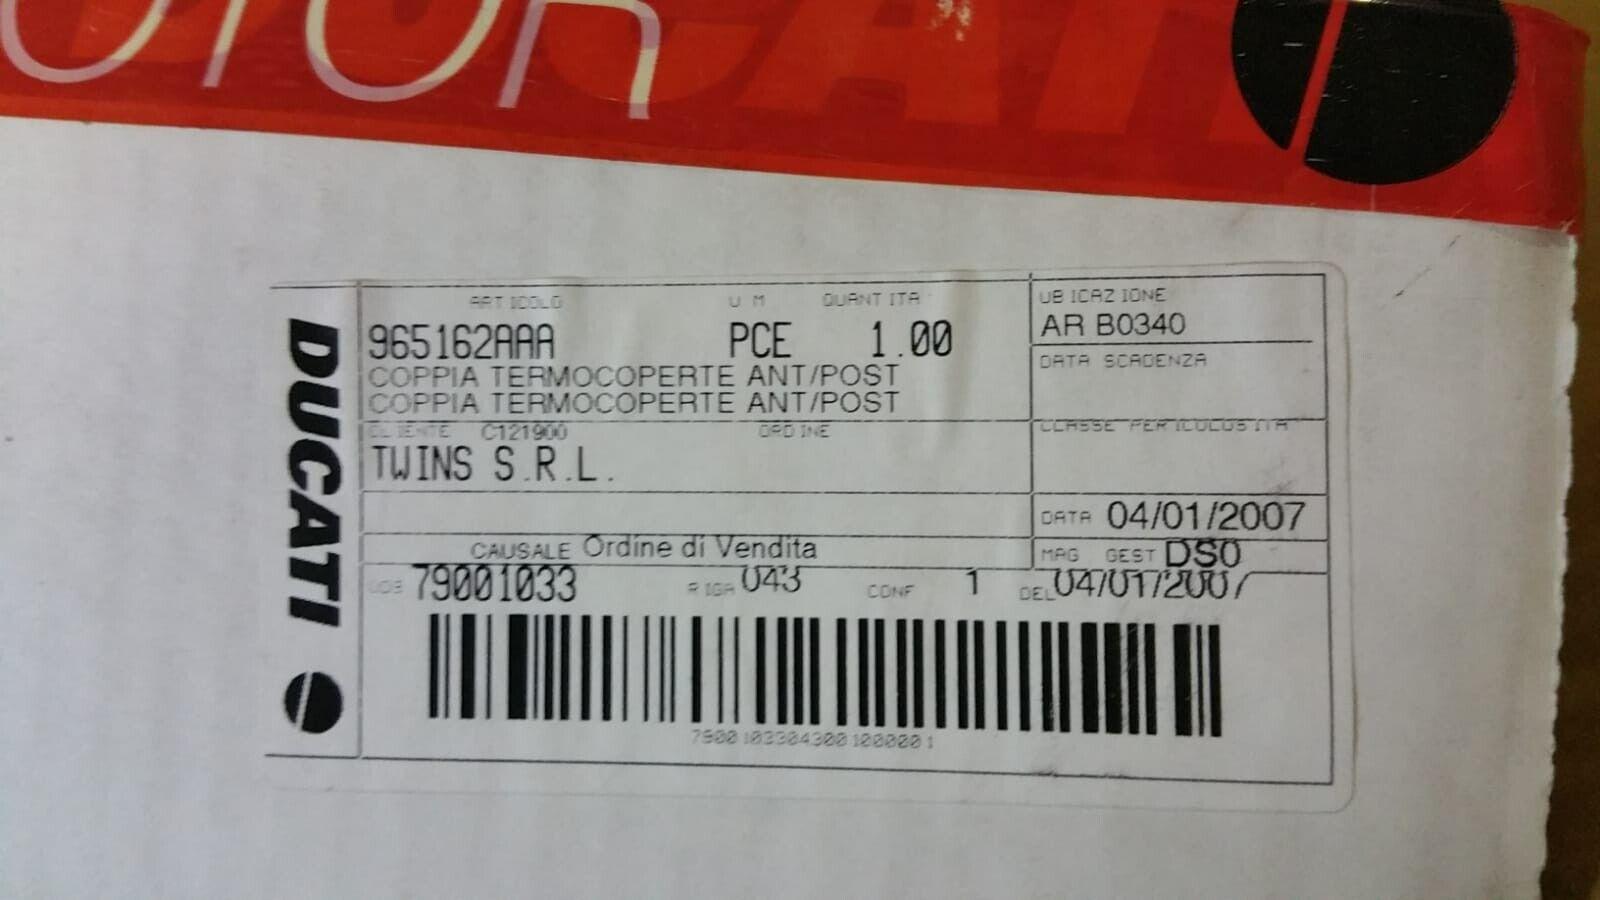 DUCATI
ARTICOLO U M QUANTITA
965162AAA PCE 1.00
COPPIA TERMOCOPERTE ANT/POST
COPPIA TERMOCOPERTE ANT/POST
CLIENTE C121900 ORDINE
TWINS S.R.L.
UBICAZIONE
AR B0340
DATA SCADENZA
CLASSE PERICOLOSITA
DATA 04/01/2007
CAUSALE Ordine di Vendita
MAG GEST DS0
79001033 RIGA 043 CONF 1 DEL 04/01/2007
7900103304300100001
DUCATI